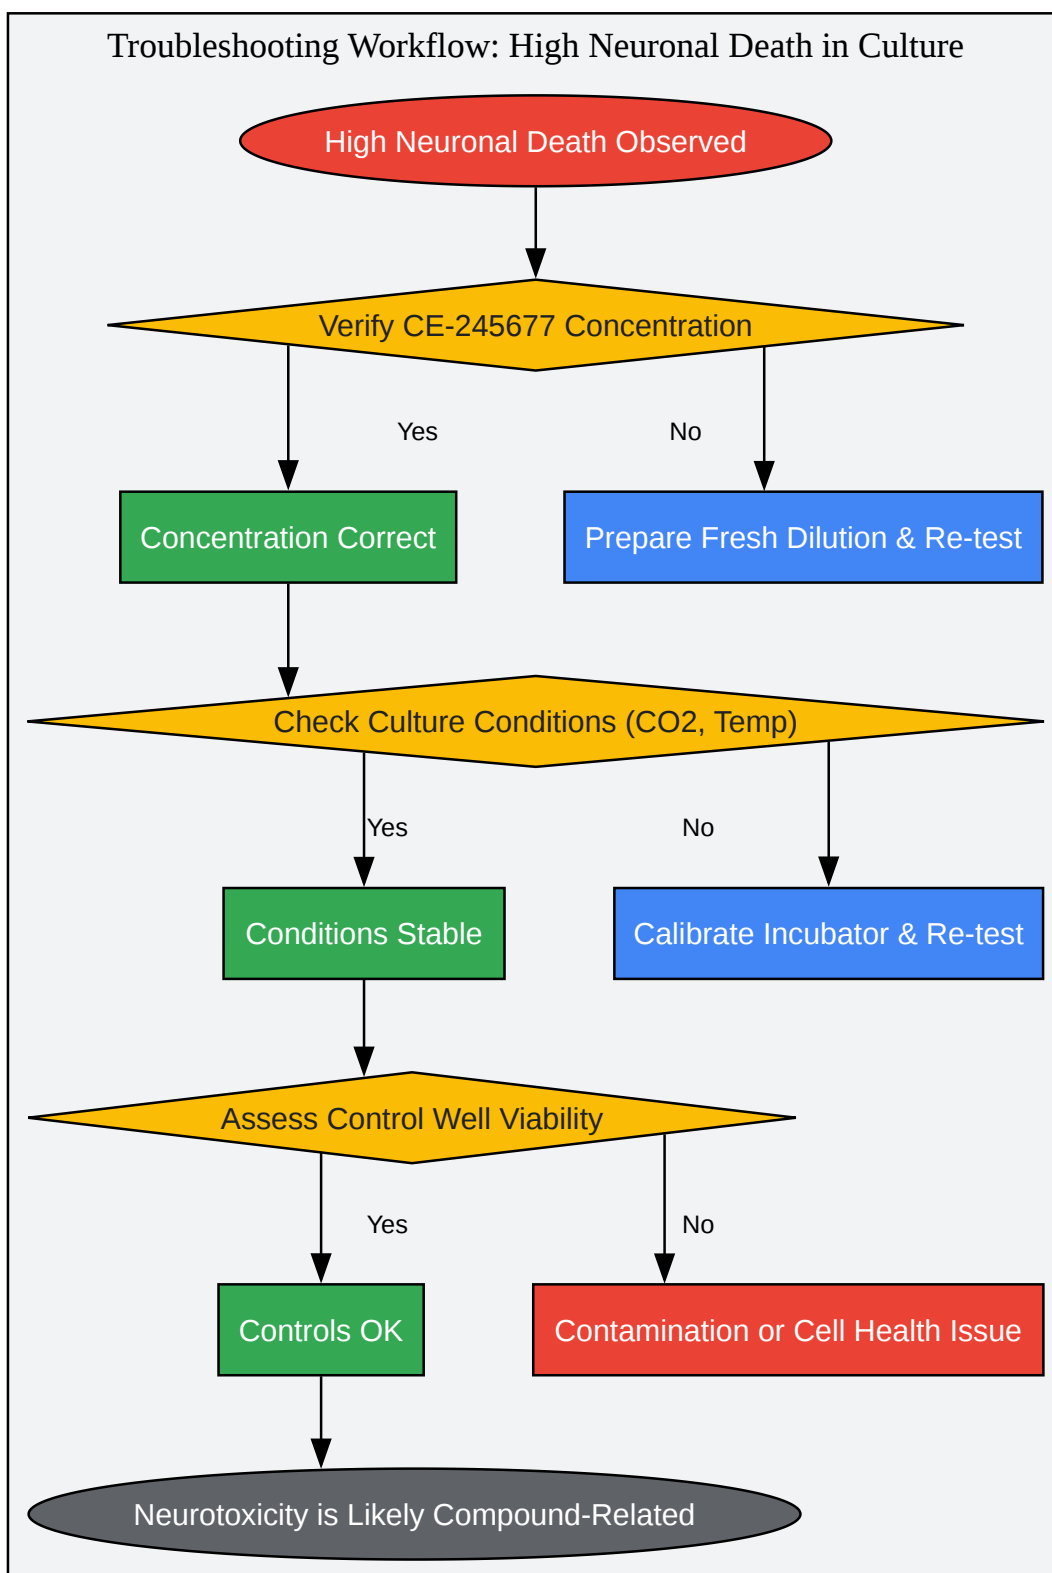 Troubleshooting Workflow: High Neuronal Death in Culture
High Neuronal Death Observed
Verify CE-245677 Concentration
Yes
No
Concentration Correct
Prepare Fresh Dilution & Re-test
Check Culture Conditions (CO2, Temp)
Yes
No
Conditions Stable
Calibrate Incubator & Re-test
Assess Control Well Viability
Yes
No
Controls OK
Contamination or Cell Health Issue
Neurotoxicity is Likely Compound-Related